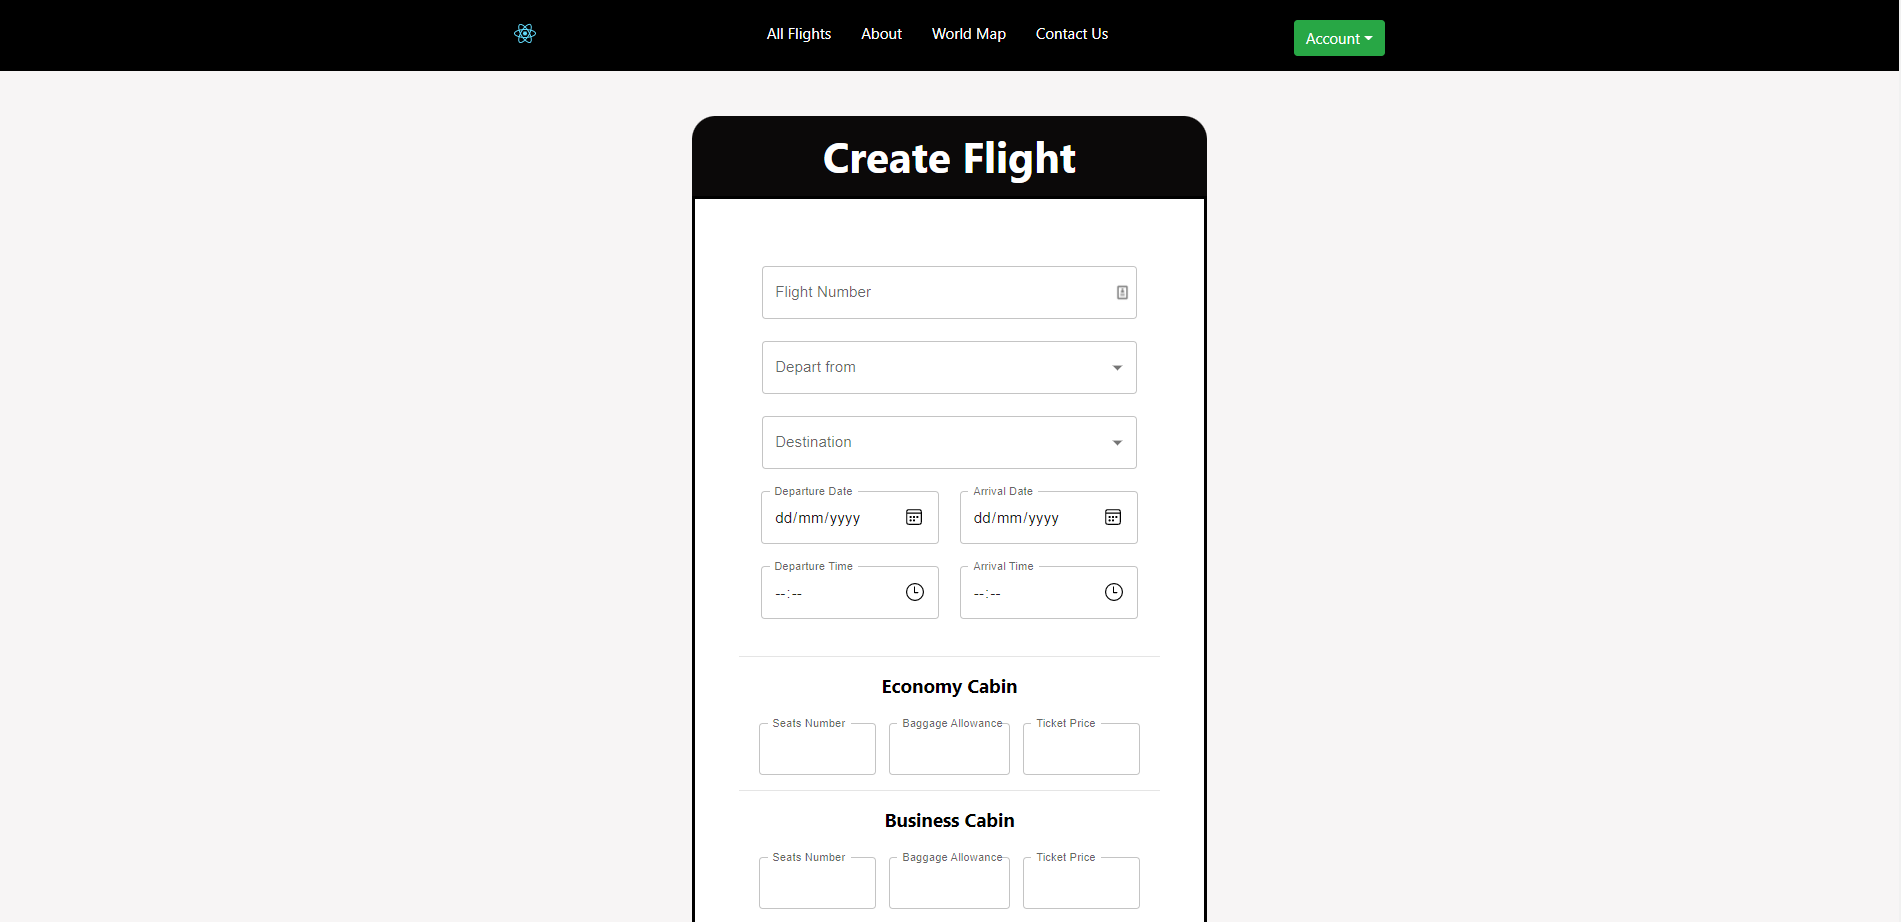 All Flights About World Map Contact Us Account
Create Flight
Flight Number
Depart from
Destination
Departure Date Arrival Date
dd/mm/yyyy dd/mm/yyyy
Departure Time Arrival Time
--:-- --:--
Economy Cabin
Seats Number Baggage Allowance Ticket Price
Business Cabin
Seats Number Baggage Allowance Ticket Price